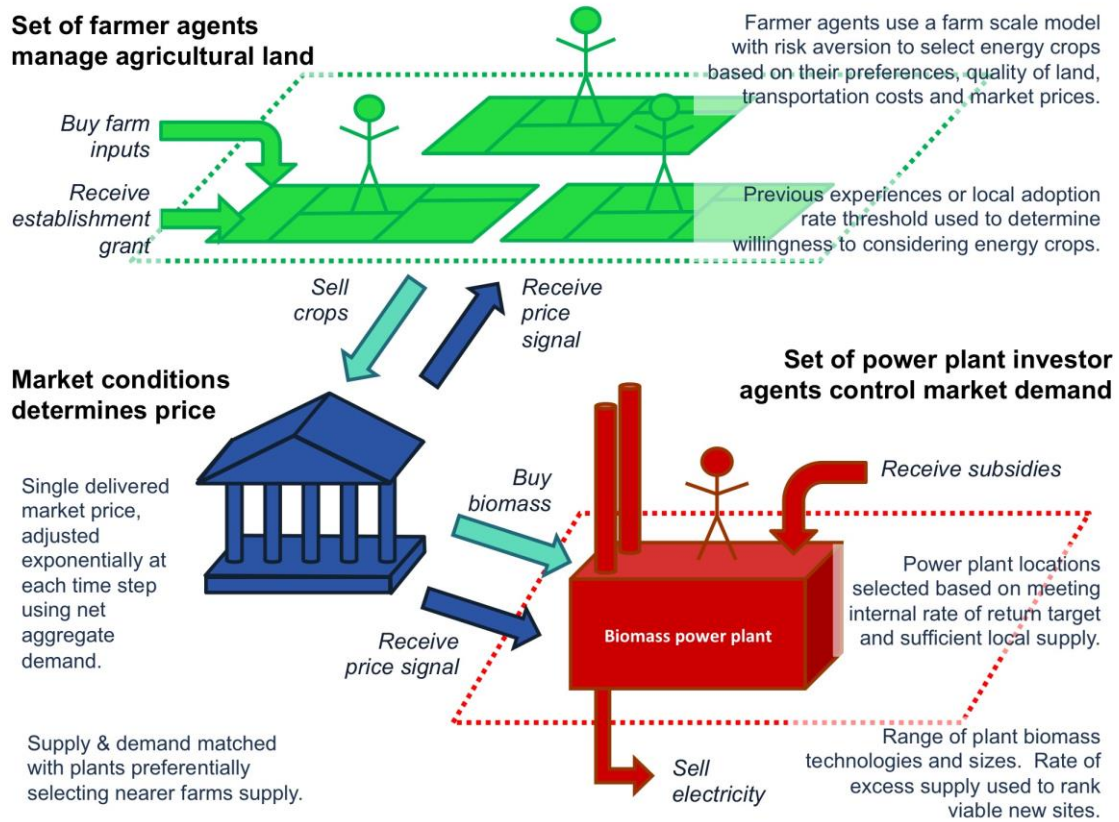 Set of farmer agents
manage agricultural land
Farmer agents use a farm scale model
with risk aversion to select energy crops
based on their preferences, quality of land,
transportation costs and market prices.
Buy farm
inputs
Receive
establishment
grant
Previous experiences or local adoption
rate threshold used to determine
willingness to considering energy crops.
Sell
crops
Receive
price
signal
Market conditions
determines price
Set of power plant investor
agents control market demand
Single delivered
market price,
adjusted
exponentially at
each time step
using net
aggregate
demand.
Buy
biomass
Receive subsidies
Receive
price signal
Biomass power plant
Power plant locations
selected based on meeting
internal rate of return target
and sufficient local supply.
Supply & demand matched
with plants preferentially
selecting nearer farms supply.
Sell
electricity
Range of plant biomass
technologies and sizes.  Rate of
excess supply used to rank
viable new sites.